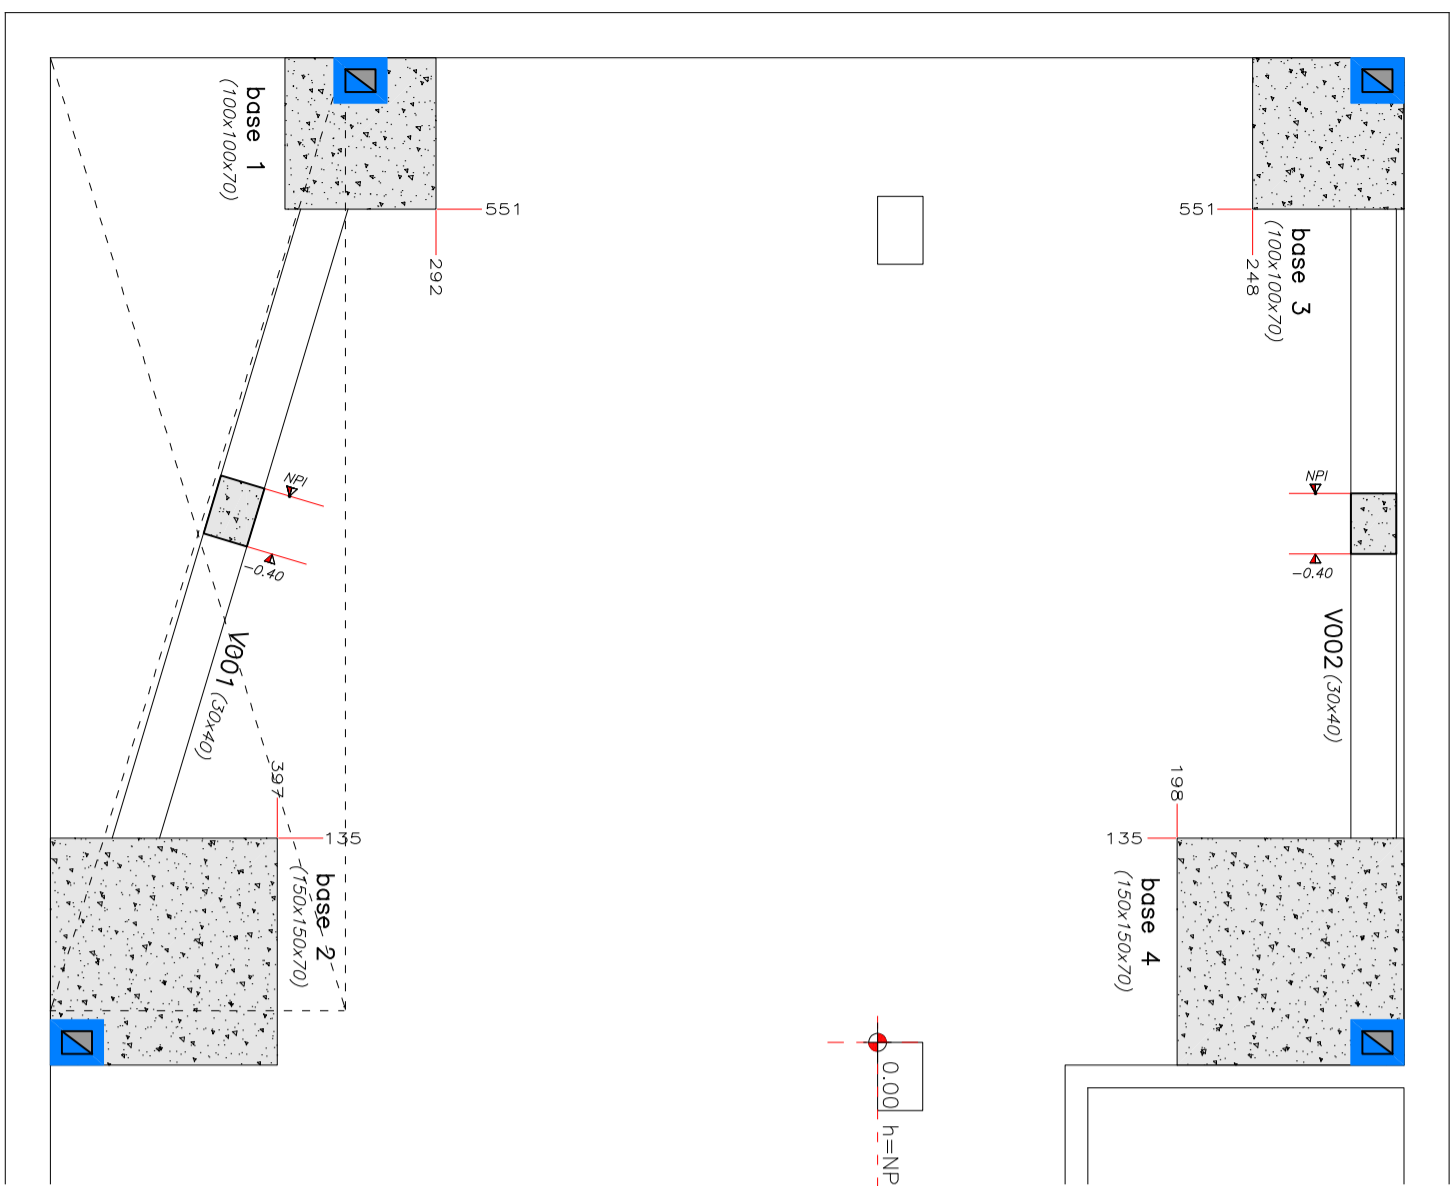 base 1
(100x100x70)
551
292
551
248
base 3
(100x100x70)
NPI
-0.40
V001 (30x40)
NPI
-0.40
V002 (30x40)
397
135
base 2
(150x150x70)
198
135
base 4
(150x150x70)
0.00 h=NP